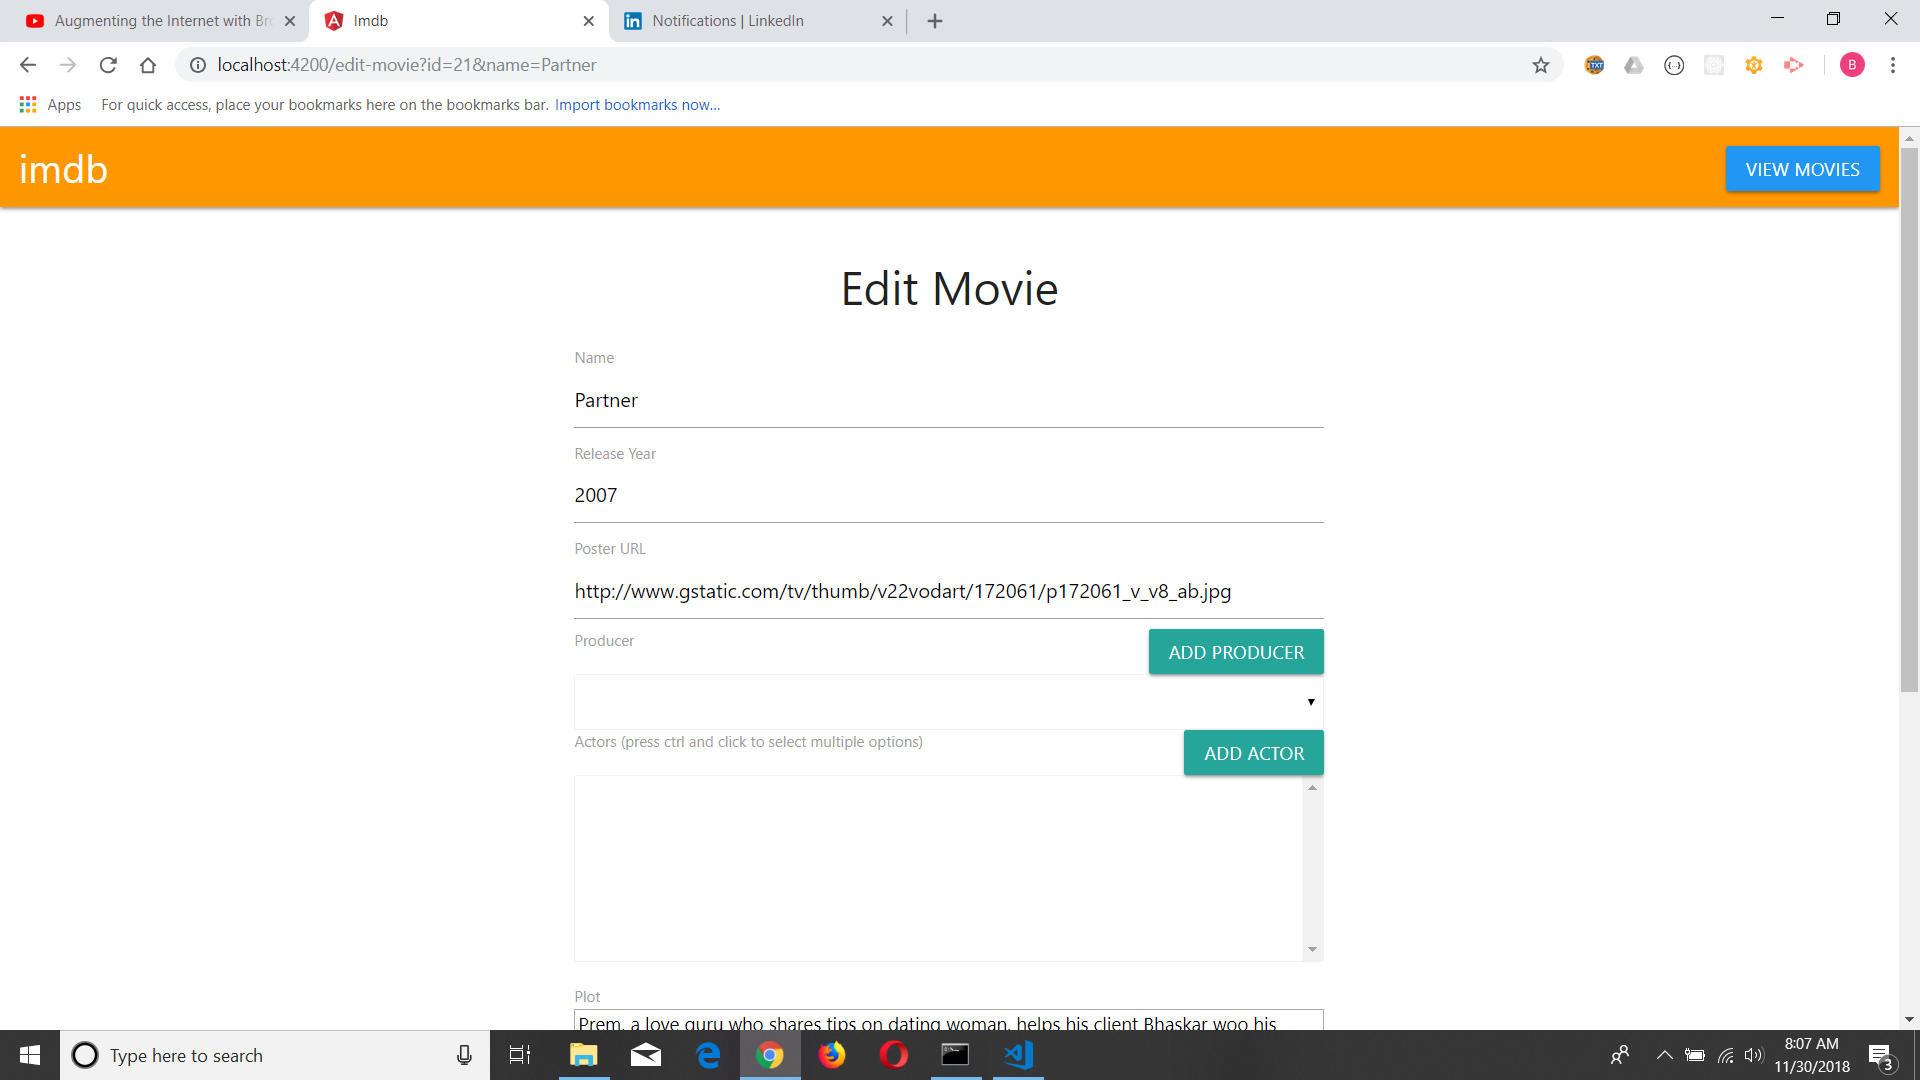 Augmenting the Internet with Bro
Imdb
Notifications | LinkedIn
localhost:4200/edit-movie?id=21&name=Partner
TXT
B
Apps
For quick access, place your bookmarks here on the bookmarks bar. Import bookmarks now...
imdb
VIEW MOVIES
Edit Movie
Name
Partner
Release Year
2007
Poster URL
http://www.gstatic.com/tv/thumb/v22vodart/172061/p172061_v_v8_ab.jpg
Producer
ADD PRODUCER
Actors (press ctrl and click to select multiple options)
ADD ACTOR
Plot
Prem, a love guru who shares tips on dating woman, helps his client Bhaskar woo his
Type here to search
8:07 AM
11/30/2018
3